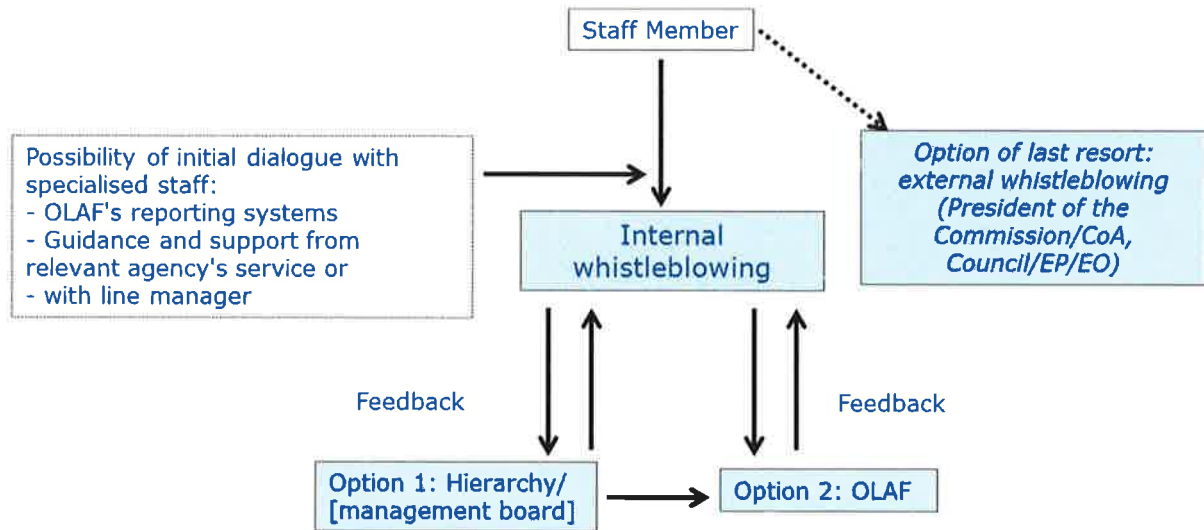 Staff Member
Possibility of initial dialogue with
specialised staff:
- OLAF's reporting systems
- Guidance and support from
relevant agency's service or
- with line manager
Option of last resort:
external whistleblowing
(President of the
Commission/CoA,
Council/EP/EO)
Internal
whistleblowing
Feedback
Feedback
Option 1: Hierarchy/
[management board]
Option 2: OLAF